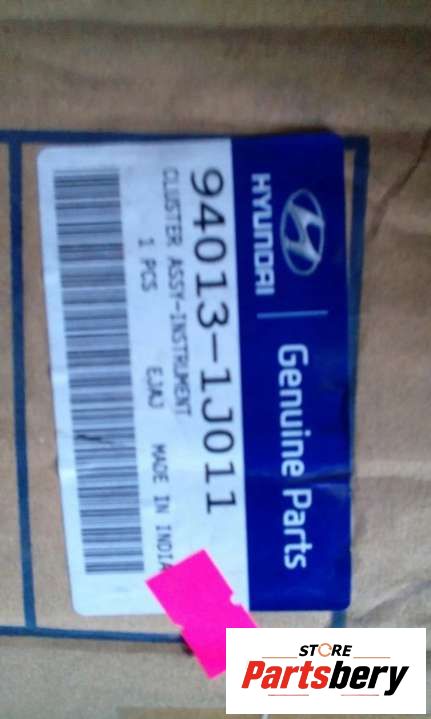 HYUNDAI | Genuine Parts
94013-1J011
CLUSTER ASSY-INSTRUMENT
1 PCS EJAJ MADE IN INDIA
STORE
Partsbery